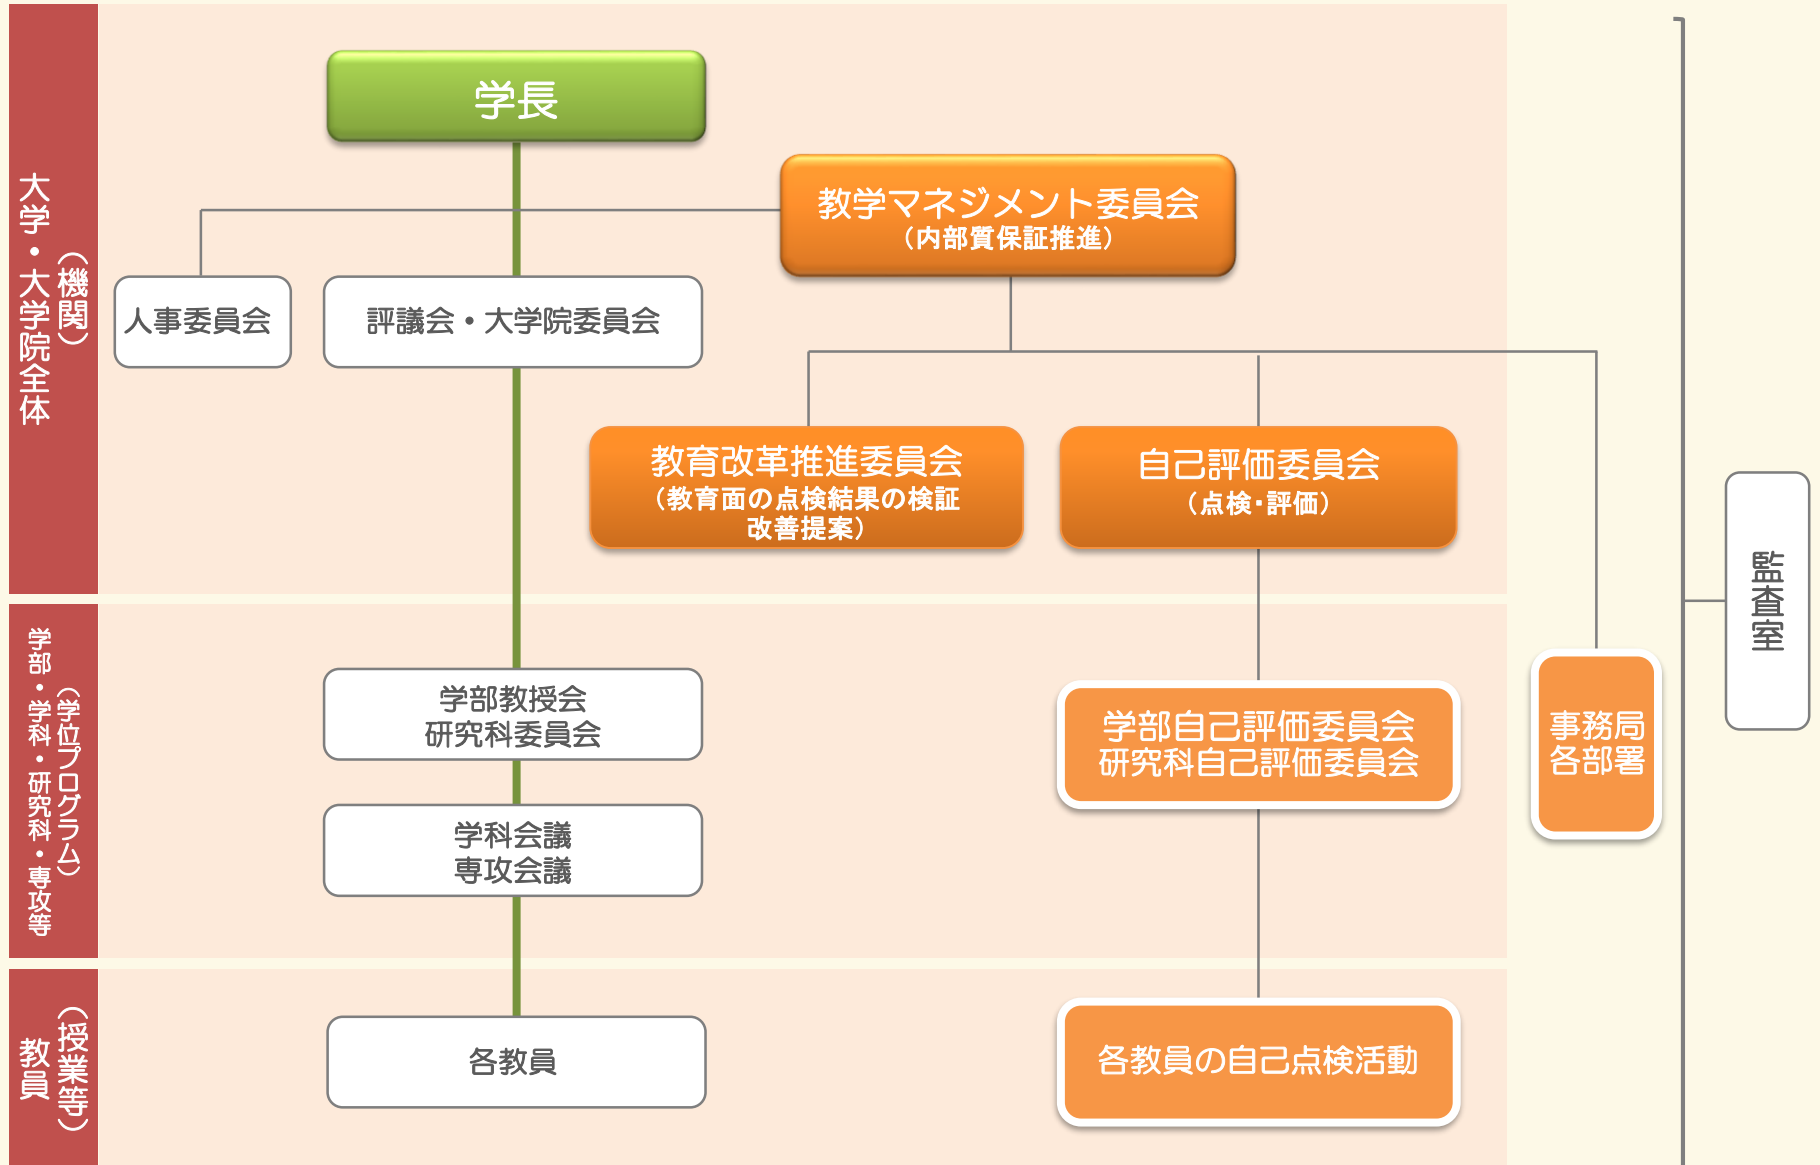 大学・大学院全体
（機関）
学長
教学マネジメント委員会
（内部質保証推進）
人事委員会
評議会・大学院委員会
教育改革推進委員会
（教育面の点検結果の検証
改善提案）
自己評価委員会
（点検・評価）
監査室
学部・学科・研究科・専攻等
（学位プログラム）
学部教授会
研究科委員会
学部自己評価委員会
研究科自己評価委員会
事務局
各部署
学科会議
専攻会議
教員
（授業等）
各教員
各教員の自己点検活動